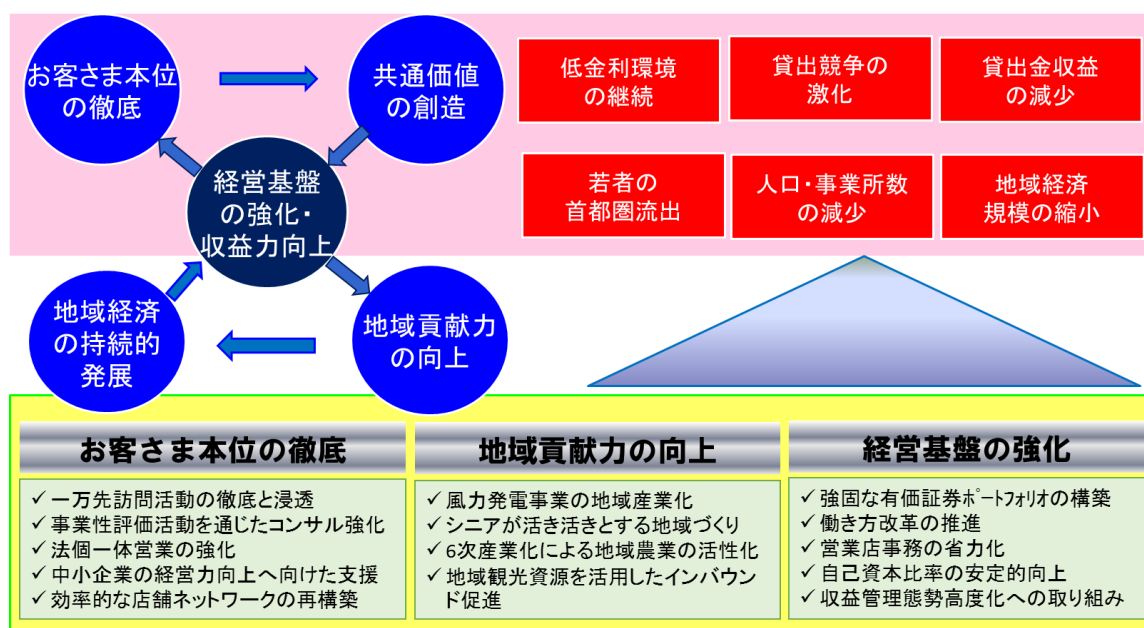 お客さま本位
の徹底
共通価値
の創造
経営基盤
の強化・
収益力向上
地域経済
の持続的
発展
地域貢献力
の向上
低金利環境
の継続
貸出競争の
激化
貸出金収益
の減少
若者の
首都圏流出
人口・事業所数
の減少
地域経済
規模の縮小
お客さま本位の徹底
✓一万先訪問活動の徹底と浸透
✓事業性評価活動を通じたコンサル強化
✓法個一体営業の強化
✓中小企業の経営力向上へ向けた支援
✓効率的な店舗ネットワークの再構築
地域貢献力の向上
✓風力発電事業の地域産業化
✓シニアが活き活きとする地域づくり
✓6次産業化による地域農業の活性化
✓地域観光資源を活用したインバウン
ド促進
経営基盤の強化
✓強固な有価証券ﾎﾟｰﾄフォリオの構築
✓働き方改革の推進
✓営業店事務の省力化
✓自己資本比率の安定的向上
✓収益管理態勢高度化への取り組み